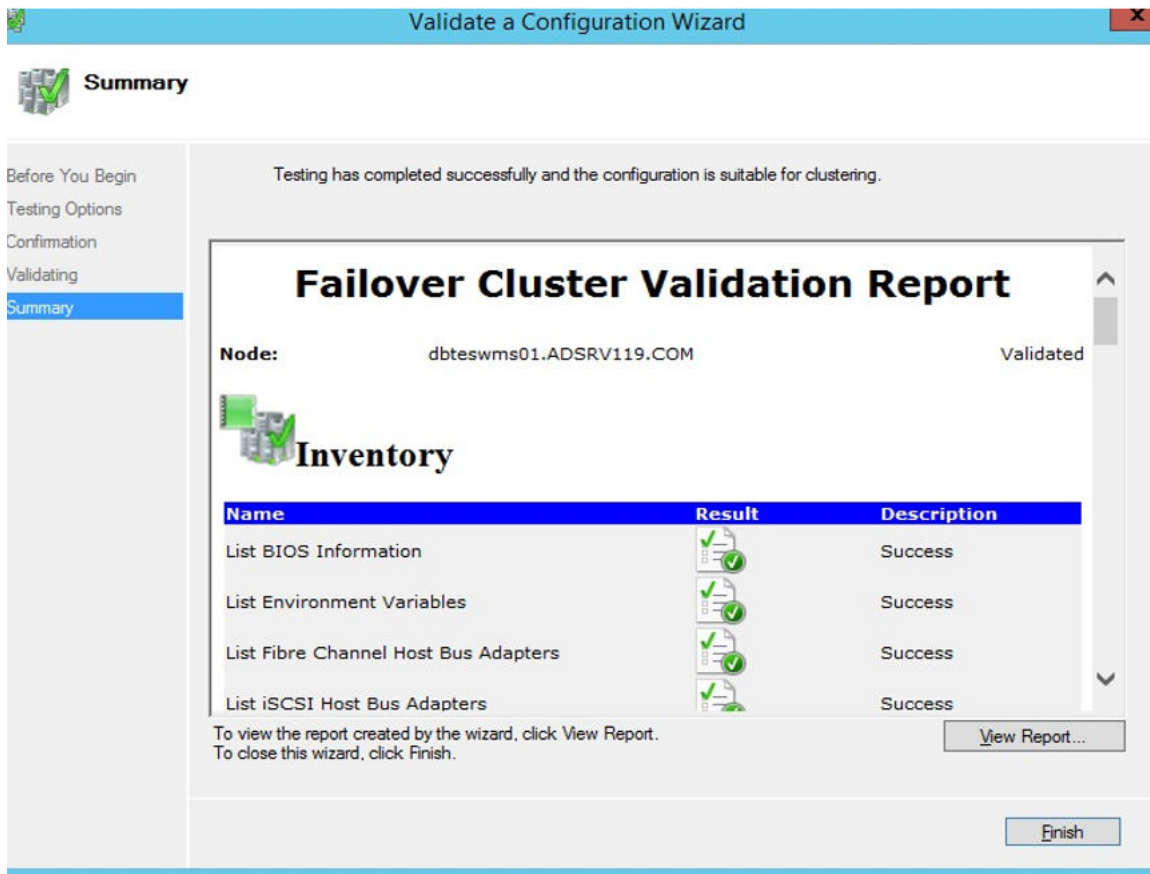 Validate a Configuration Wizard
x
Summary
Before You Begin
Testing Options
Confirmation
Validating
Summary
Testing has completed successfully and the configuration is suitable for clustering.
Failover Cluster Validation Report
Node: dbteswms01.ADSRV119.COM Validated
Inventory
Name Result Description
List BIOS Information Success
List Environment Variables Success
List Fibre Channel Host Bus Adapters Success
List iSCSI Host Bus Adapters Success
To view the report created by the wizard, click View Report.
To close this wizard, click Finish.
View Report...
Finish